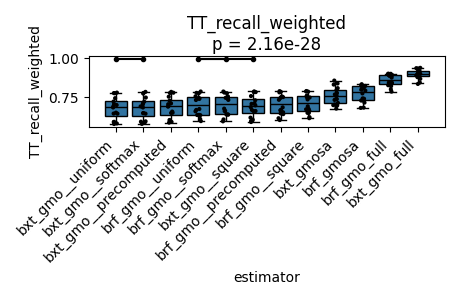 TT_recall_weighted
p = 2.16e-28
TT_recall_weighted
1.00
0.75
bxt_gmo__uniform
bxt_gmo__softmax
bxt_gmo__precomputed
brf_gmo__uniform
brf_gmo__softmax
bxt_gmo__square
brf_gmo__precomputed
brf_gmo__square
bxt_gmosa
brf_gmosa
brf_gmo_full
bxt_gmo_full
estimator